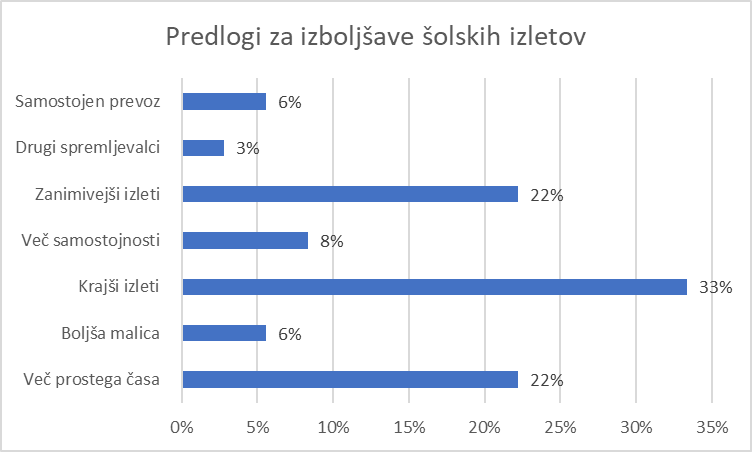 Predlogi za izboljšave šolskih izletov
Samostojen prevoz 6%
Drugi spremljevalci 3%
Zanimivejši izleti 22%
Več samostojnosti 8%
Krajši izleti 33%
Boljša malica 6%
Več prostega časa 22%
0% 5% 10% 15% 20% 25% 30% 35%